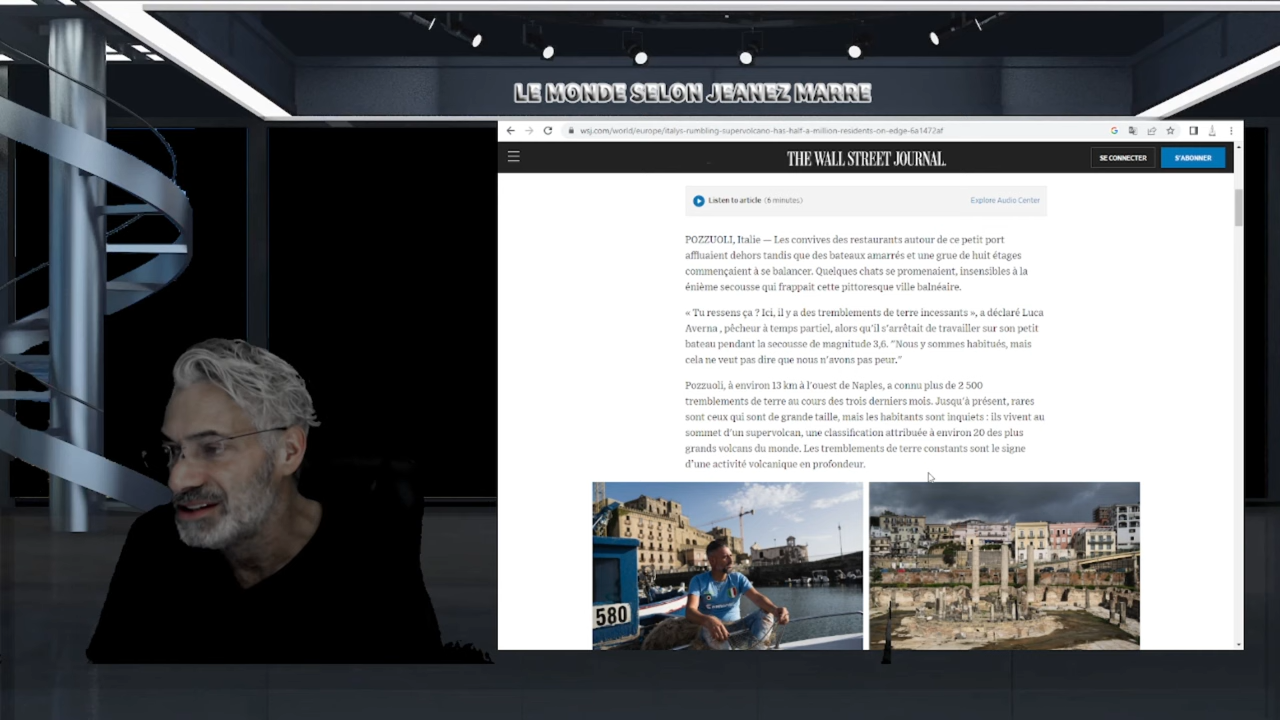 LE MONDE SELON JEANEZ MARRE
wsj.com/world/europe/italys-rumbling-supervolcano-has-half-a-million-residents-on-edge-6a1472af
THE WALL STREET JOURNAL.
SE CONNECTER
S'ABONNER
Listen to article (6 minutes)
Explore Audio Center
POZZUOLI, Italie — Les convives des restaurants autour de ce petit port
affluaient dehors tandis que des bateaux amarrés et une grue de huit étages
commençaient à se balancer. Quelques chats se promenaient, insensibles à la
énième secousse qui frappait cette pittoresque ville balnéaire.
« Tu ressens ça ? Ici, il y a des tremblements de terre incessants », a déclaré Luca
Averna , pêcheur à temps partiel, alors qu'il s'arrêtait de travailler sur son petit
bateau pendant la secousse de magnitude 3,6. "Nous y sommes habitués, mais
cela ne veut pas dire que nous n'avons pas peur."
Pozzuoli, à environ 13 km à l'ouest de Naples, a connu plus de 2 500
tremblements de terre au cours des trois derniers mois. Jusqu'à présent, rares
sont ceux qui sont de grande taille, mais les habitants sont inquiets : ils vivent au
sommet d'un supervolcan, une classification attribuée à environ 20 des plus
grands volcans du monde. Les tremblements de terre constants sont le signe
d'une activité volcanique en profondeur.
580